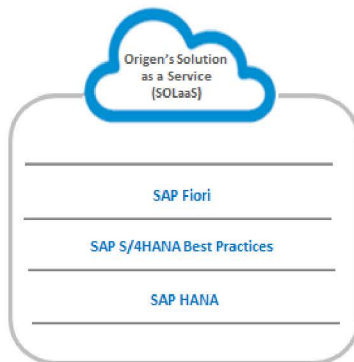 Origen's Solution
as a Service
(SOLaaS)
SAP Fiori
SAP S/4HANA Best Practices
SAP HANA